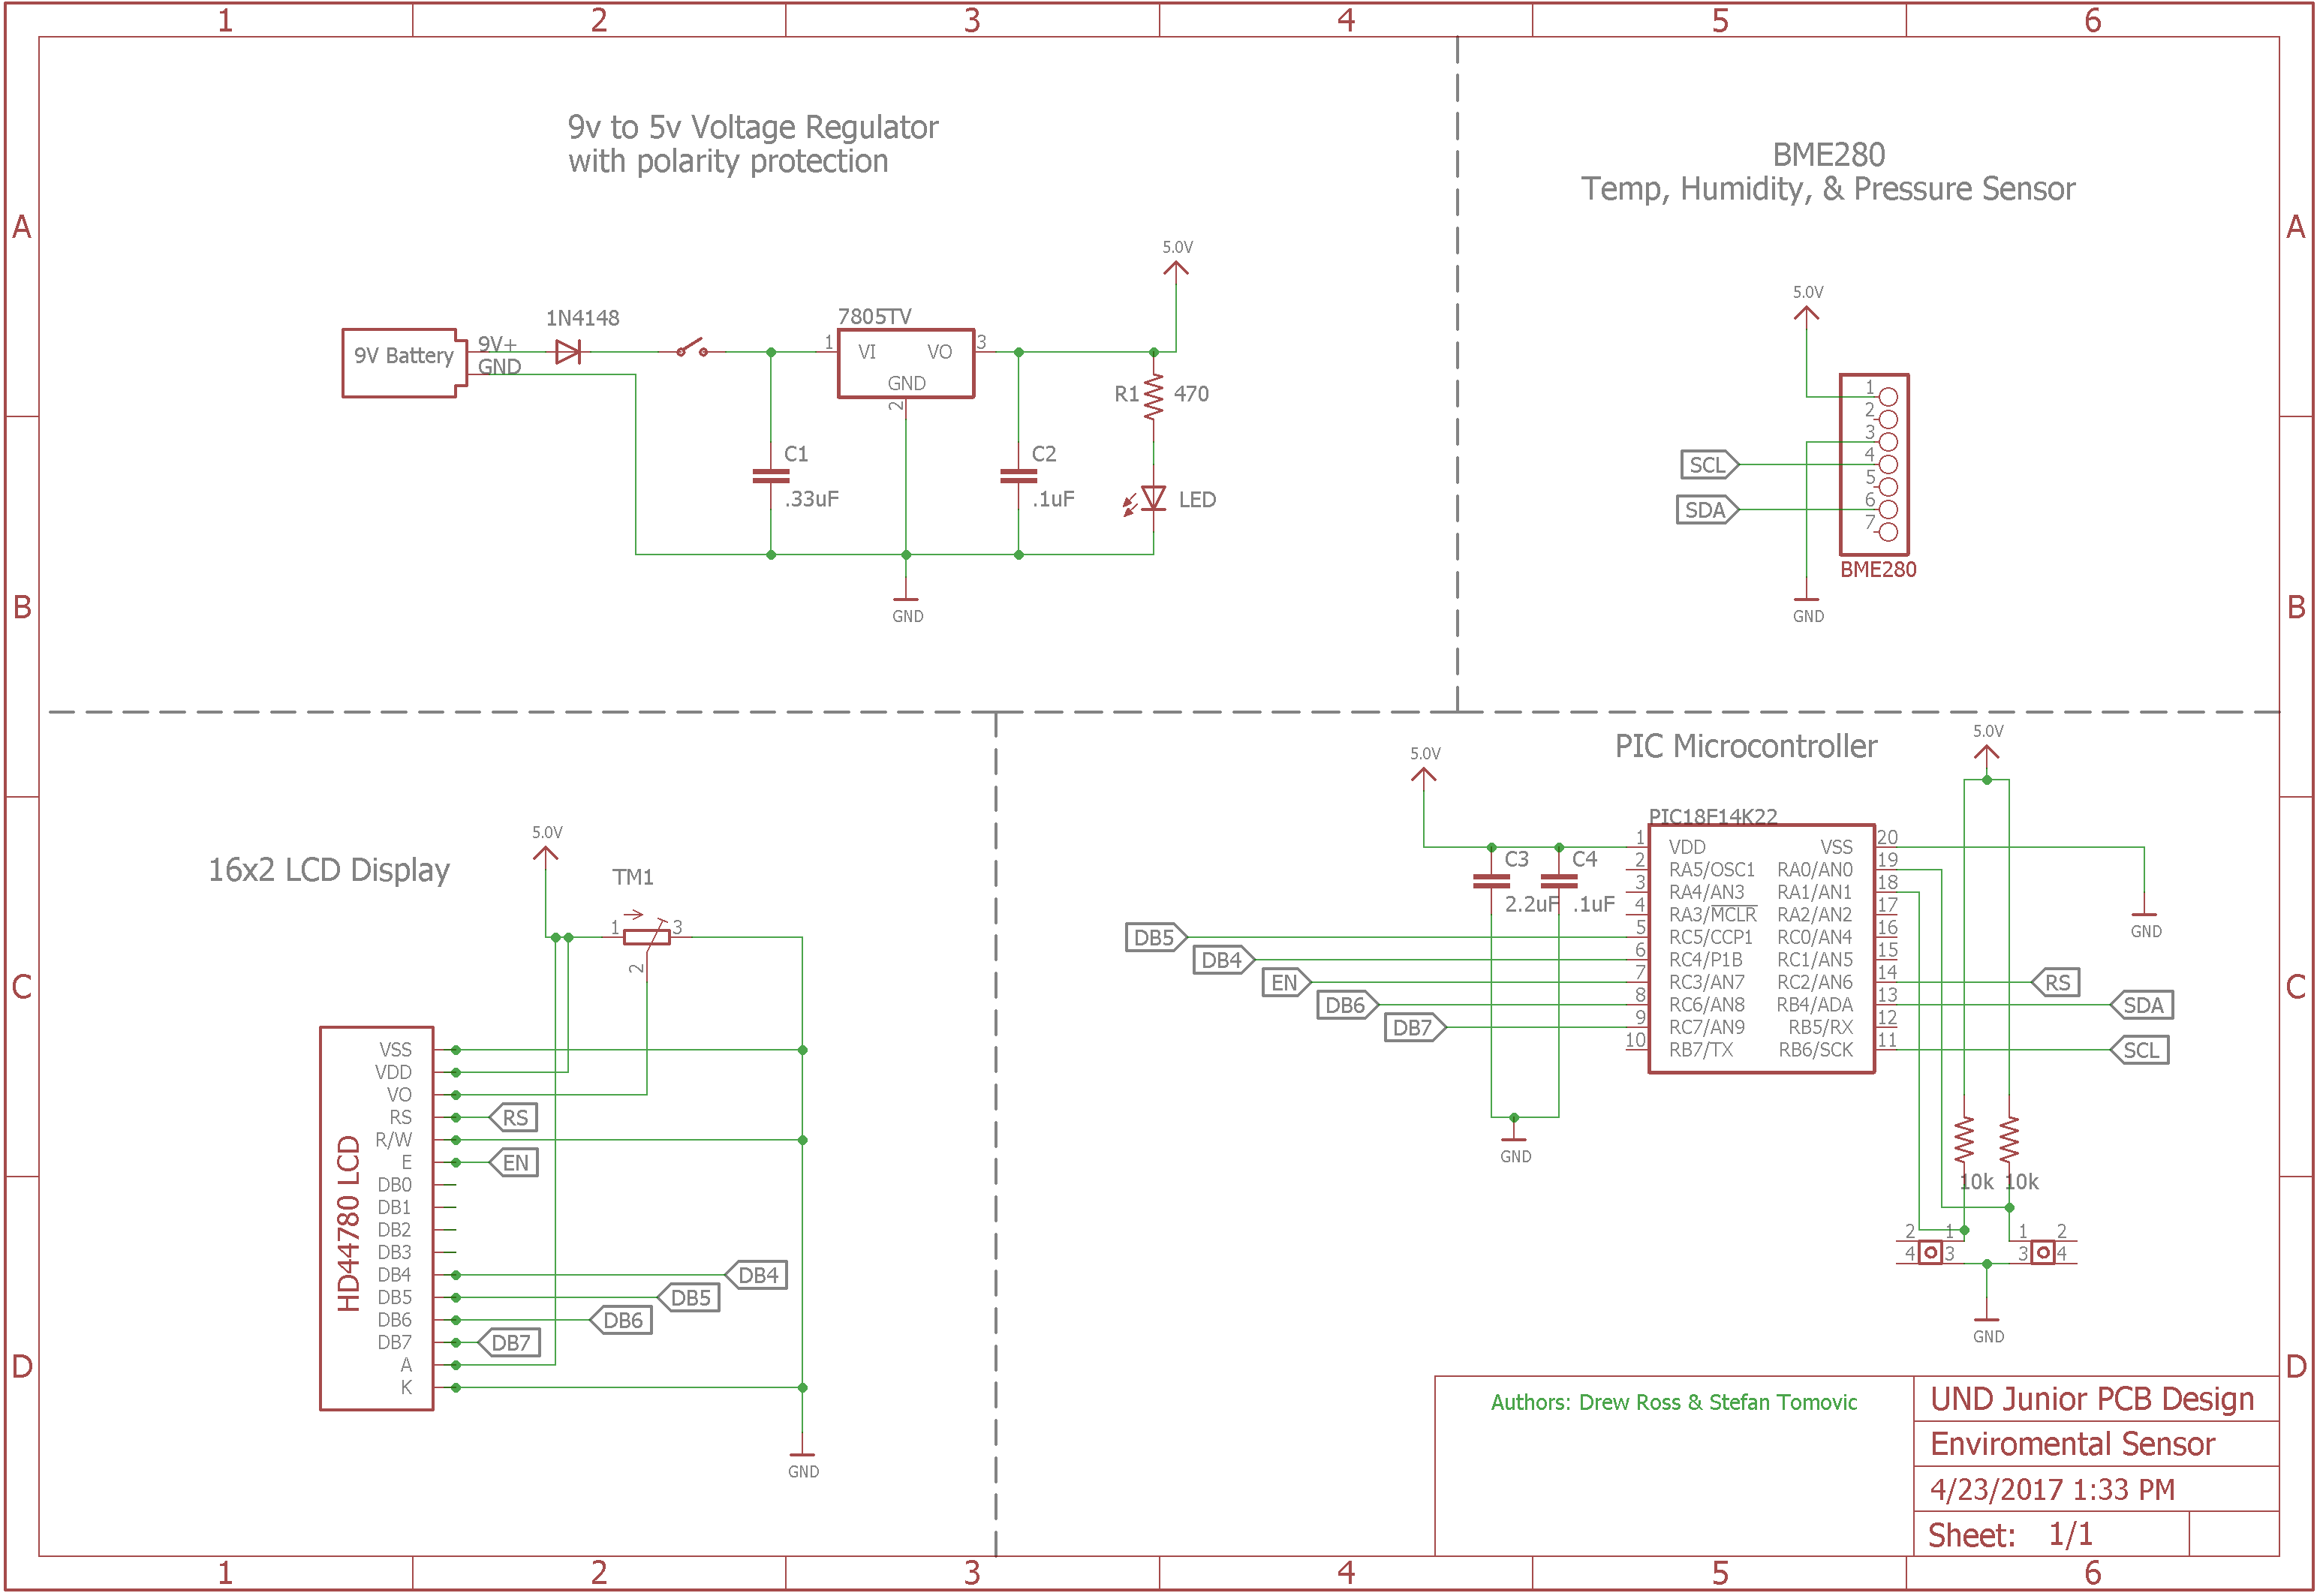 1 2 3 4 5 6
A A
B B
C C
D D
9v to 5v Voltage Regulator
with polarity protection
5.0V
9V Battery
9V+
GND
1N4148
7805TV
1
VI
VO
3
GND
2
C1
.33uF
C2
.1uF
R1 470
LED
GND
BME280
Temp, Humidity, & Pressure Sensor
5.0V
1
2
3
4
5
6
7
SCL
SDA
BME280
GND
16x2 LCD Display
5.0V
TM1
1
3
2
HD44780 LCD
VSS
VDD
VO
RS RS
R/W
E EN
DB0
DB1
DB2
DB3
DB4 DB4
DB5 DB5
DB6 DB6
DB7 DB7
A
K
GND
PIC Microcontroller
5.0V
5.0V
C3
2.2uF
C4
.1uF
GND
PIC18F14K22
1 VDD VSS 20
2 RA5/OSC1 RA0/AN0 19
3 RA4/AN3 RA1/AN1 18
4 RA3/MCLR RA2/AN2 17
DB5 5 RC5/CCP1 RC0/AN4 16
DB4 6 RC4/P1B RC1/AN5 15
EN 7 RC3/AN7 RC2/AN6 14 RS
DB6 8 RC6/AN8 RB4/ADA 13 SDA
DB7 9 RC7/AN9 RB5/RX 12
10 RB7/TX RB6/SCK 11 SCL
GND
10k 10k
2 1 1 2
4 3 3 4
GND
Authors: Drew Ross & Stefan Tomovic
UND Junior PCB Design
Enviromental Sensor
4/23/2017 1:33 PM
Sheet: 1/1
1 2 3 4 5 6